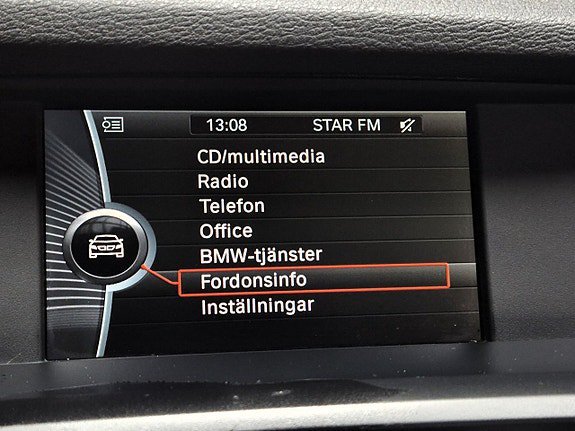 13:08 STAR FM
CD/multimedia
Radio
Telefon
Office
BMW-tjänster
Fordonsinfo
Inställningar